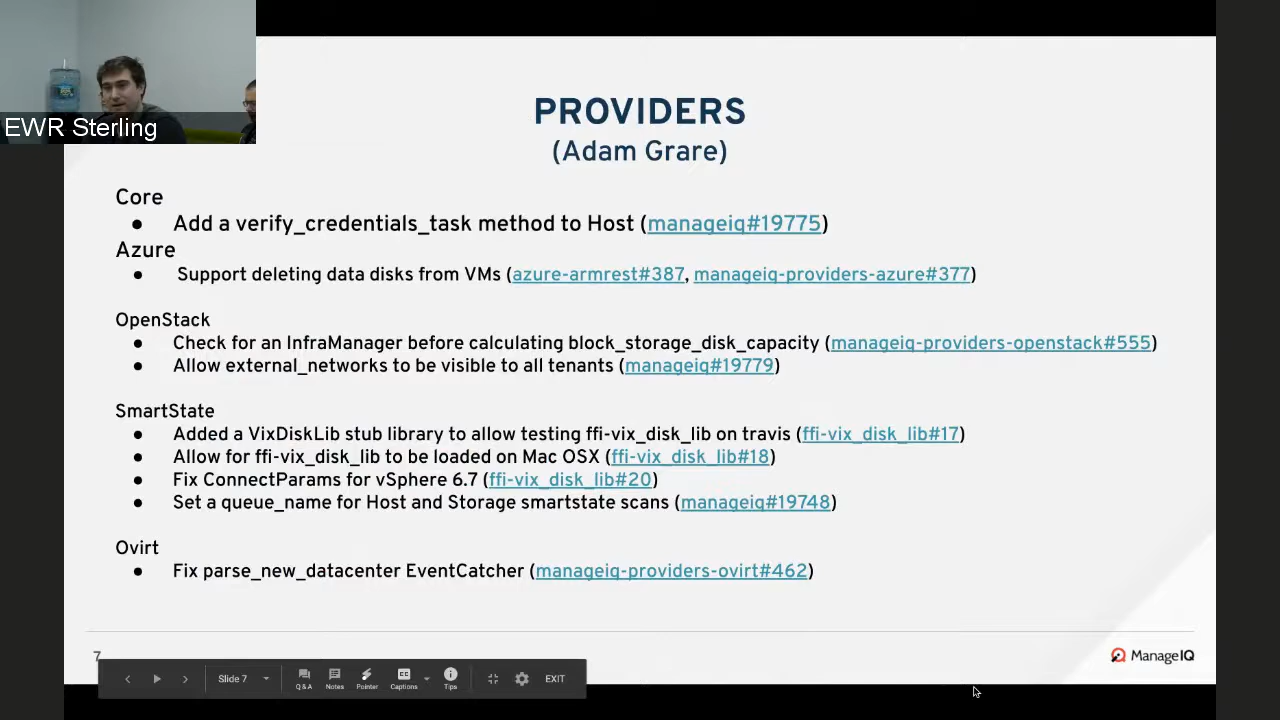 EWR Sterling
PROVIDERS
(Adam Grare)
Core
● Add a verify_credentials_task method to Host (manageiq#19775)
Azure
● Support deleting data disks from VMs (azure-armrest#387, manageiq-providers-azure#377)
OpenStack
● Check for an InfraManager before calculating block_storage_disk_capacity (manageiq-providers-openstack#555)
● Allow external_networks to be visible to all tenants (manageiq#19779)
SmartState
● Added a VixDiskLib stub library to allow testing ffi-vix_disk_lib on travis (ffi-vix_disk_lib#17)
● Allow for ffi-vix_disk_lib to be loaded on Mac OSX (ffi-vix_disk_lib#18)
● Fix ConnectParams for vSphere 6.7 (ffi-vix_disk_lib#20)
● Set a queue_name for Host and Storage smartstate scans (manageiq#19748)
Ovirt
● Fix parse_new_datacenter EventCatcher (manageiq-providers-ovirt#462)
7
ManageIQ
Slide 7
Q&A Notes Pointer Captions Tips
EXIT